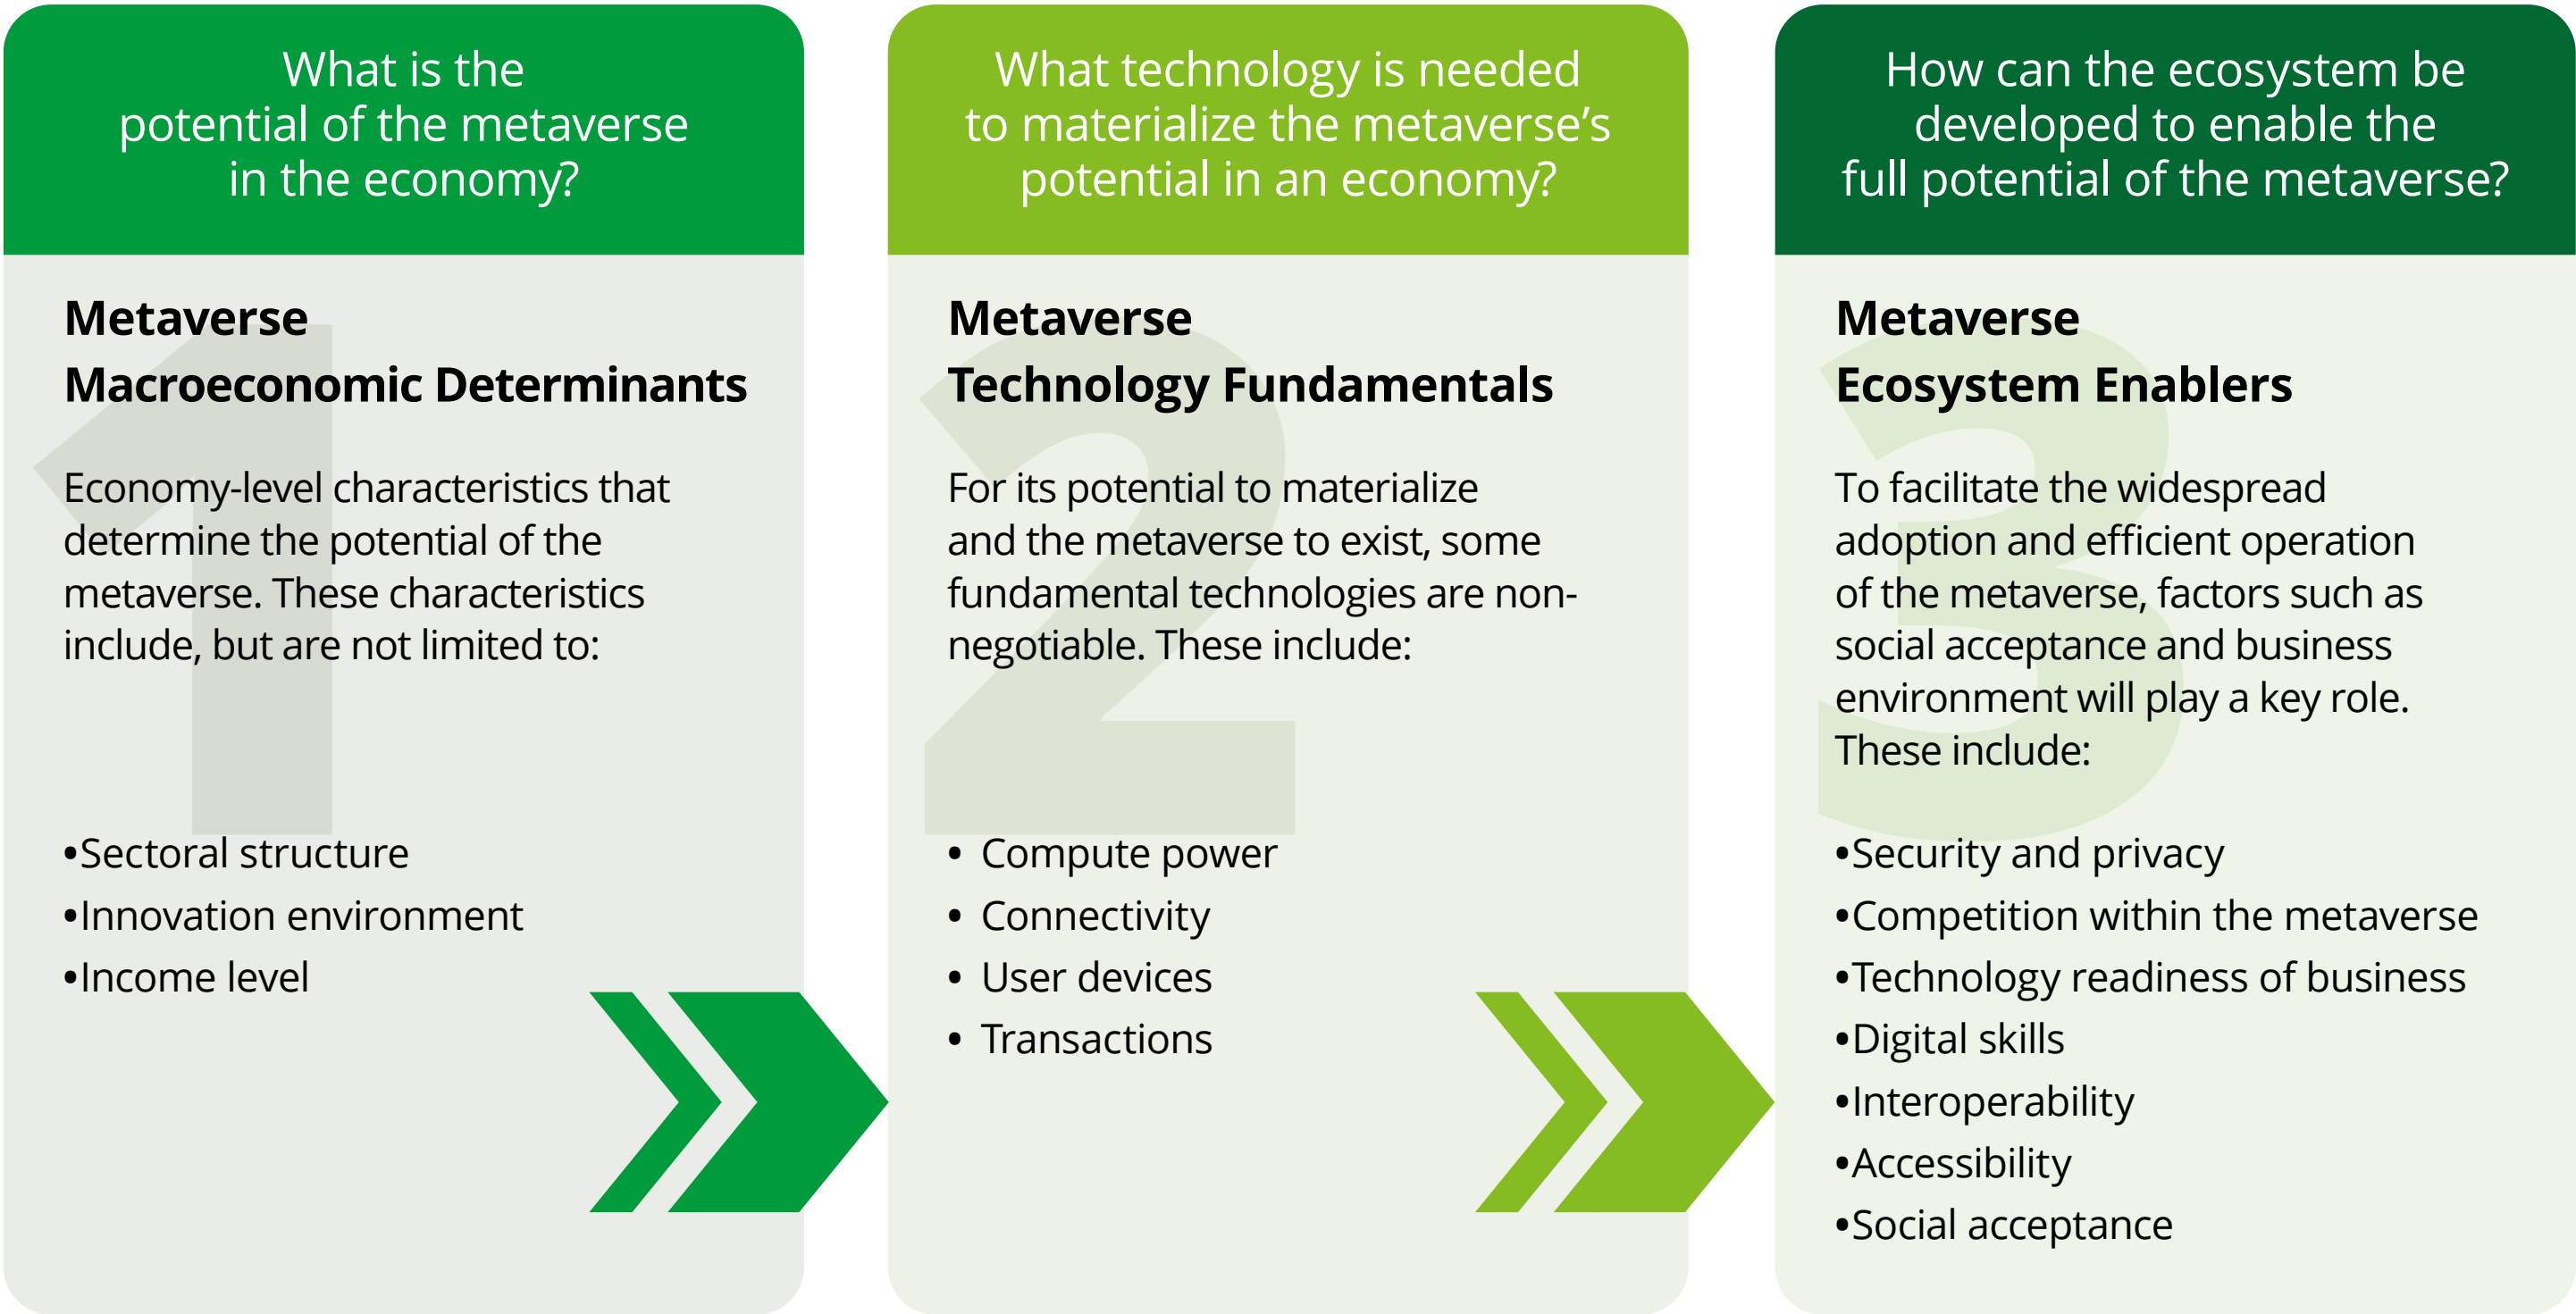 What is the
potential of the metaverse
in the economy?
1
Metaverse
Macroeconomic Determinants
Economy-level characteristics that
determine the potential of the
metaverse. These characteristics
include, but are not limited to:
•Sectoral structure
•Innovation environment
•Income level
What technology is needed
to materialize the metaverse’s
potential in an economy?
2
Metaverse
Technology Fundamentals
For its potential to materialize
and the metaverse to exist, some
fundamental technologies are non-
negotiable. These include:
• Compute power
• Connectivity
• User devices
• Transactions
How can the ecosystem be
developed to enable the
full potential of the metaverse?
3
Metaverse
Ecosystem Enablers
To facilitate the widespread
adoption and efficient operation
of the metaverse, factors such as
social acceptance and business
environment will play a key role.
These include:
•Security and privacy
•Competition within the metaverse
•Technology readiness of business
•Digital skills
•Interoperability
•Accessibility
•Social acceptance